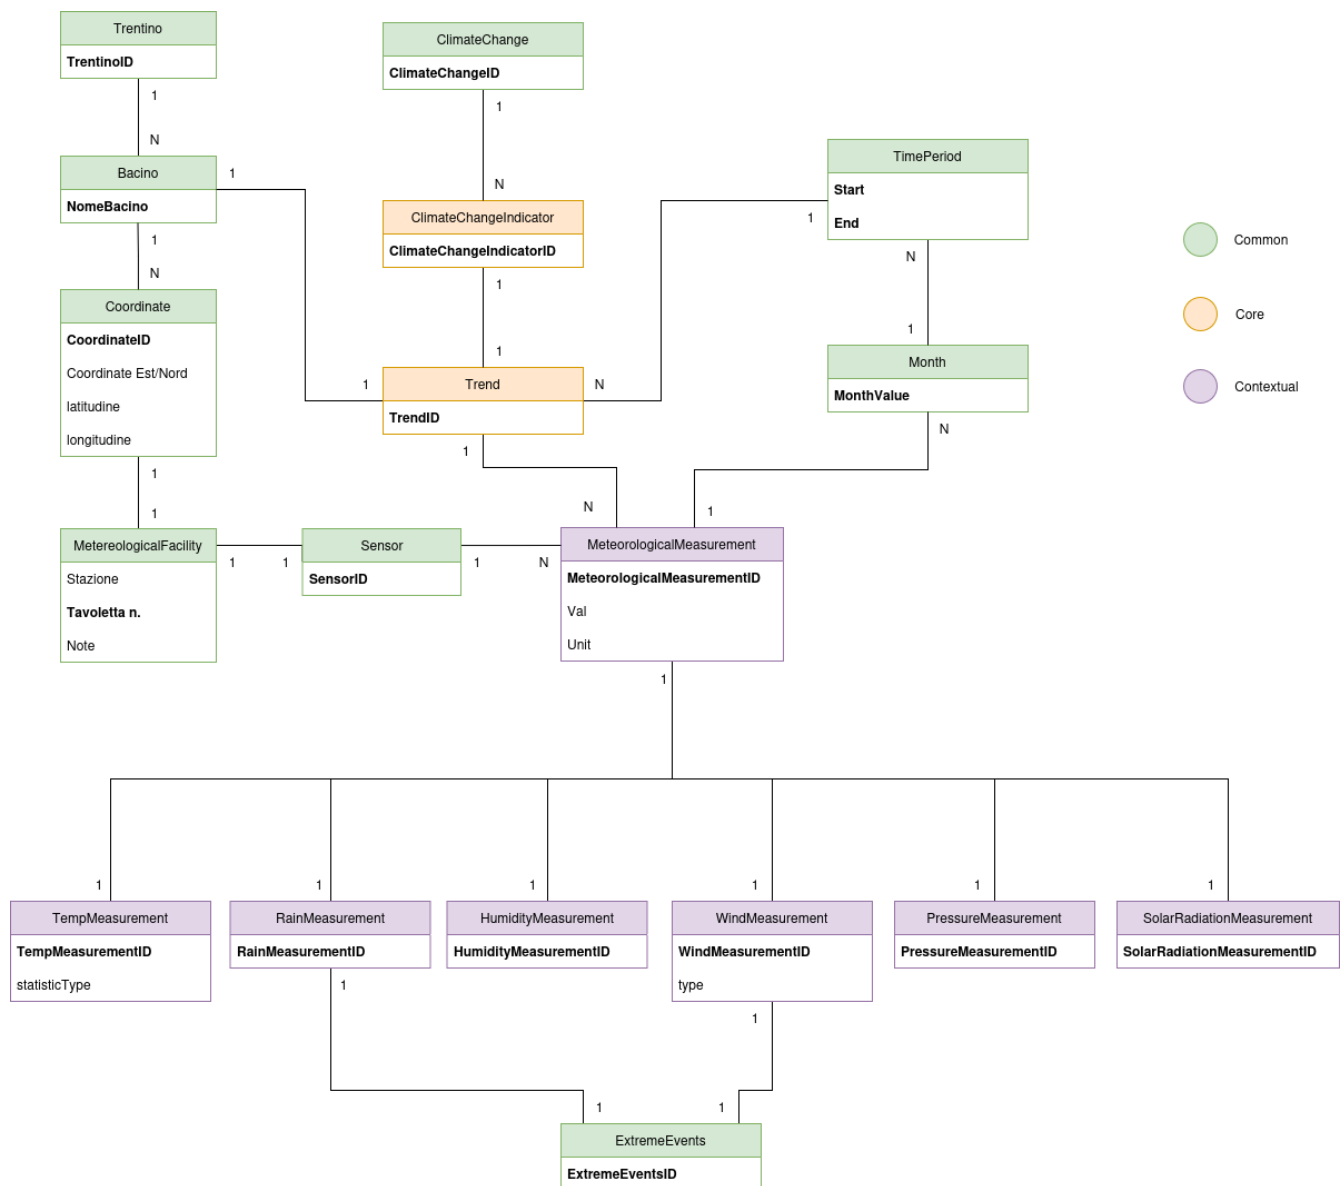 Trentino
TrentinoID
1
N
Bacino
NomeBacino
1
1
N
Coordinate
CoordinateID
Coordinate Est/Nord
latitudine
longitudine
1
1
MetereologicalFacility
Stazione
Tavoletta n.
Note
1
1
Sensor
SensorID
1
N
ClimateChange
ClimateChangeID
1
N
ClimateChangeIndicator
ClimateChangeIndicatorID
1
1
1
Trend
TrendID
N
1
N
TimePeriod
Start
End
1
N
1
Month
MonthValue
N
1
MeteorologicalMeasurement
MeteorologicalMeasurementID
Val
Unit
1
Common
Core
Contextual
1
1
1
1
1
1
TempMeasurement
TempMeasurementID
statisticType
RainMeasurement
RainMeasurementID
1
HumidityMeasurement
HumidityMeasurementID
WindMeasurement
WindMeasurementID
type
1
PressureMeasurement
PressureMeasurementID
SolarRadiationMeasurement
SolarRadiationMeasurementID
1
1
ExtremeEvents
ExtremeEventsID